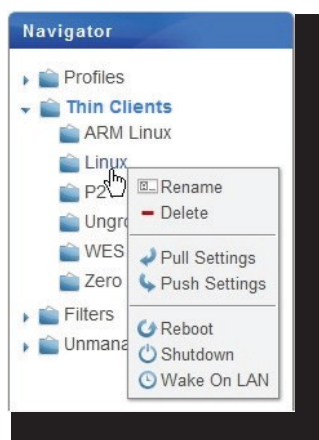 Navigator
Profiles
Thin Clients
ARM Linux
Linux
P2
Rename
Delete
Ungro
WES
Pull Settings
Zero
Push Settings
Filters
Reboot
Unmana
Shutdown
Wake On LAN